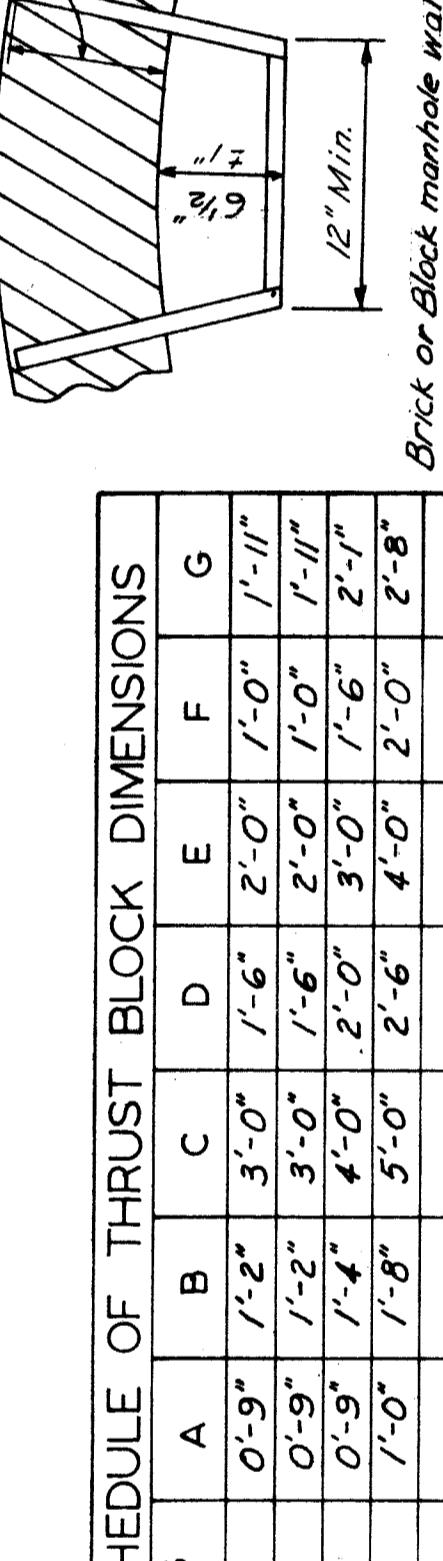 HEDULE OF THRUST BLOCK DIMENSIONS
A B C D E F G
0'-9" 1'-2" 3'-0" 1'-6" 2'-0" 1'-0" 1'-11"
0'-9" 1'-2" 3'-0" 1'-6" 2'-0" 1'-0" 1'-11"
0'-9" 1'-4" 4'-0" 2'-0" 3'-0" 1'-6" 2'-1"
1'-0" 1'-8" 5'-0" 2'-6" 4'-0" 2'-0" 2'-8"
6½" ±1"
12" Min.
Brick or Block manhole wal